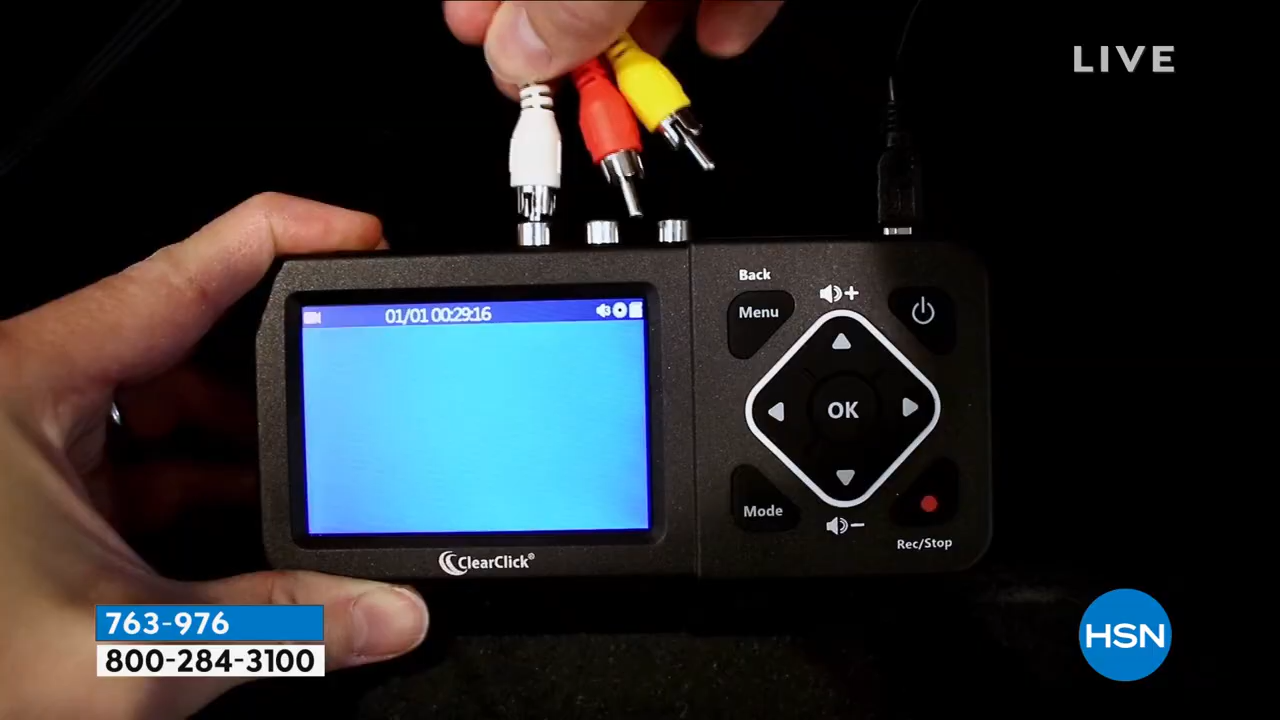 LIVE
Back
Menu
+
01/01 00:29:16
OK
Mode
Rec/Stop
ClearClick®
763-976
800-284-3100
HSN